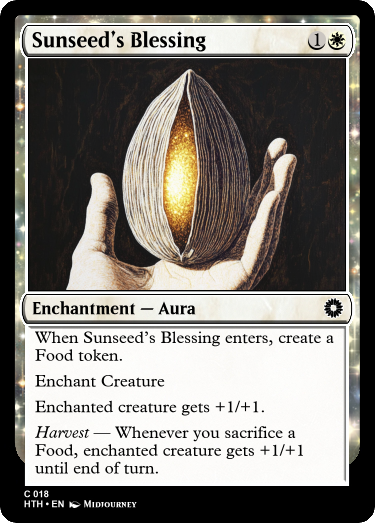 Sunseed's Blessing 1
Enchantment — Aura
When Sunseed's Blessing enters, create a
Food token.
Enchant Creature
Enchanted creature gets +1/+1.
Harvest — Whenever you sacrifice a
Food, enchanted creature gets +1/+1
until end of turn.
C 018
HTH • EN Midjourney